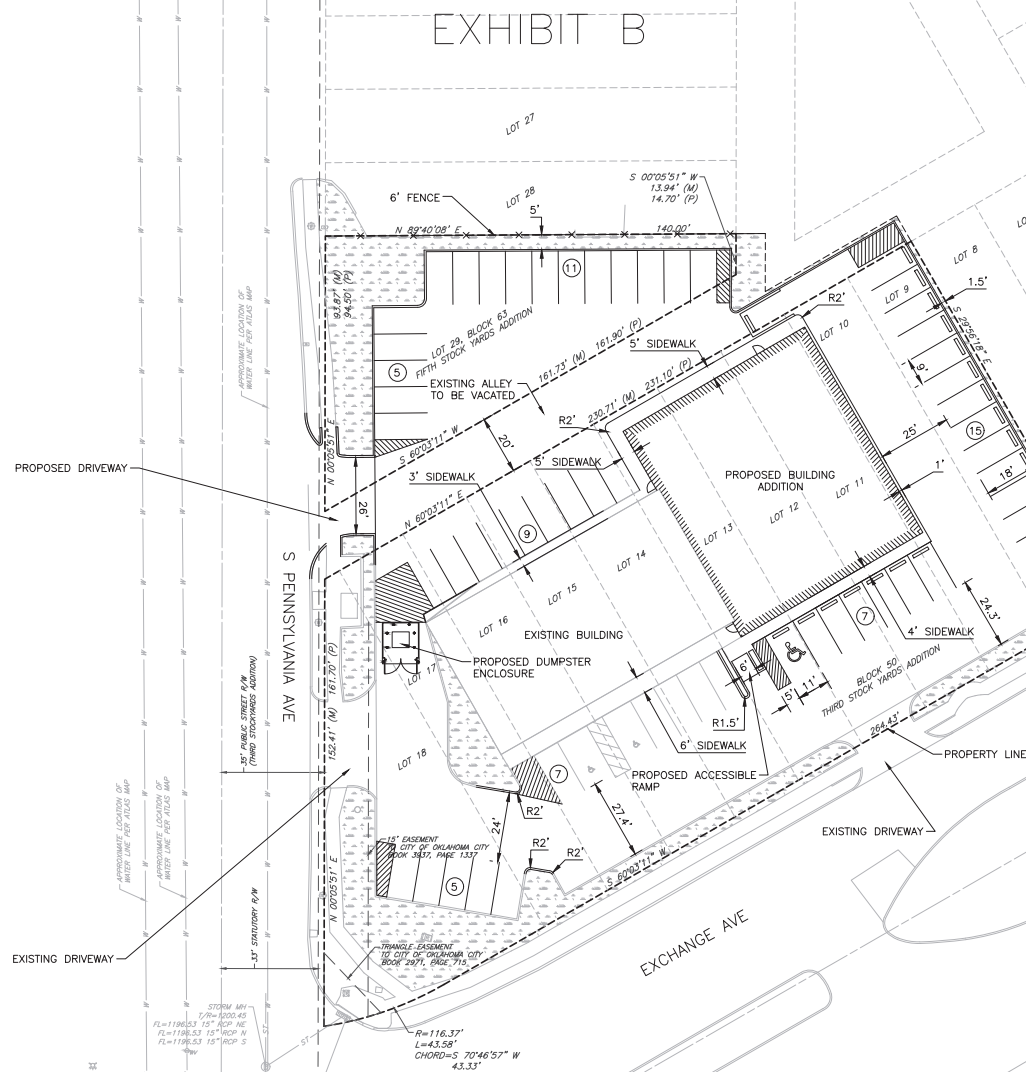 EXHIBIT B
LOT 27
LOT 28
6' FENCE
5'
S 00°05'51" W
13.94' (M)
14.70' (P)
N 89°40'08" E
140.00'
11
93.87' (M)
94.50' (P)
LOT 29, BLOCK 63
FIFTH STOCK YARDS ADDITION
5
EXISTING ALLEY
TO BE VACATED
161.73' (M)
161.90' (P)
5' SIDEWALK
R2'
LOT 8
LOT 9
LOT 10
1.5'
S 29°56'18" E
9'
15
25'
18'
1'
APPROXIMATE LOCATION OF
WATER LINE PER ATLAS MAP
N 00°05'51" E
S 60°03'11" W
20'
230.71' (M)
231.10' (P)
R2'
5' SIDEWALK
3' SIDEWALK
N 60°03'11" E
PROPOSED DRIVEWAY
26'
9
PROPOSED BUILDING
ADDITION
LOT 11
LOT 12
LOT 13
LOT 14
LOT 15
LOT 16
EXISTING BUILDING
S PENNSYLVANIA AVE
PROPOSED DUMPSTER
ENCLOSURE
LOT 17
LOT 18
7
24.3'
4' SIDEWALK
6'
5'
11'
BLOCK 50
THIRD STOCK YARDS ADDITION
R1.5'
6' SIDEWALK
PROPOSED ACCESSIBLE
RAMP
264.43'
PROPERTY LINE
EXISTING DRIVEWAY
35' PUBLIC STREET R/W
(THIRD STOCKYARDS ADDITION)
152.41' (M)
161.70' (P)
7
R2'
27.4'
24'
R2'
R2'
15' EASEMENT
TO CITY OF OKLAHOMA CITY
BOOK 3937, PAGE 1337
5
S 60°03'11" W
N 00°05'51" E
APPROXIMATE LOCATION OF
WATER LINE PER ATLAS MAP
APPROXIMATE LOCATION OF
WATER LINE PER ATLAS MAP
33' STATUTORY R/W
EXISTING DRIVEWAY
TRIANGLE EASEMENT
TO CITY OF OKLAHOMA CITY
BOOK 2971, PAGE 715
EXCHANGE AVE
STORM MH
T/R=1200.45
FL=1196.53 15" RCP NE
FL=1196.53 15" RCP N
FL=1196.53 15" RCP S
ST
ST
R=116.37'
L=43.58'
CHORD=S 70°46'57" W
43.33'